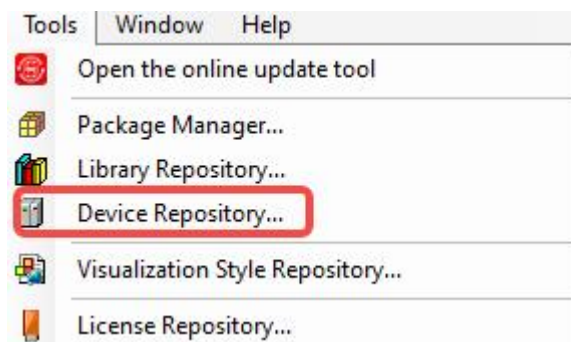 Tools Window Help
Open the online update tool
Package Manager...
Library Repository...
Device Repository...
Visualization Style Repository...
License Repository...